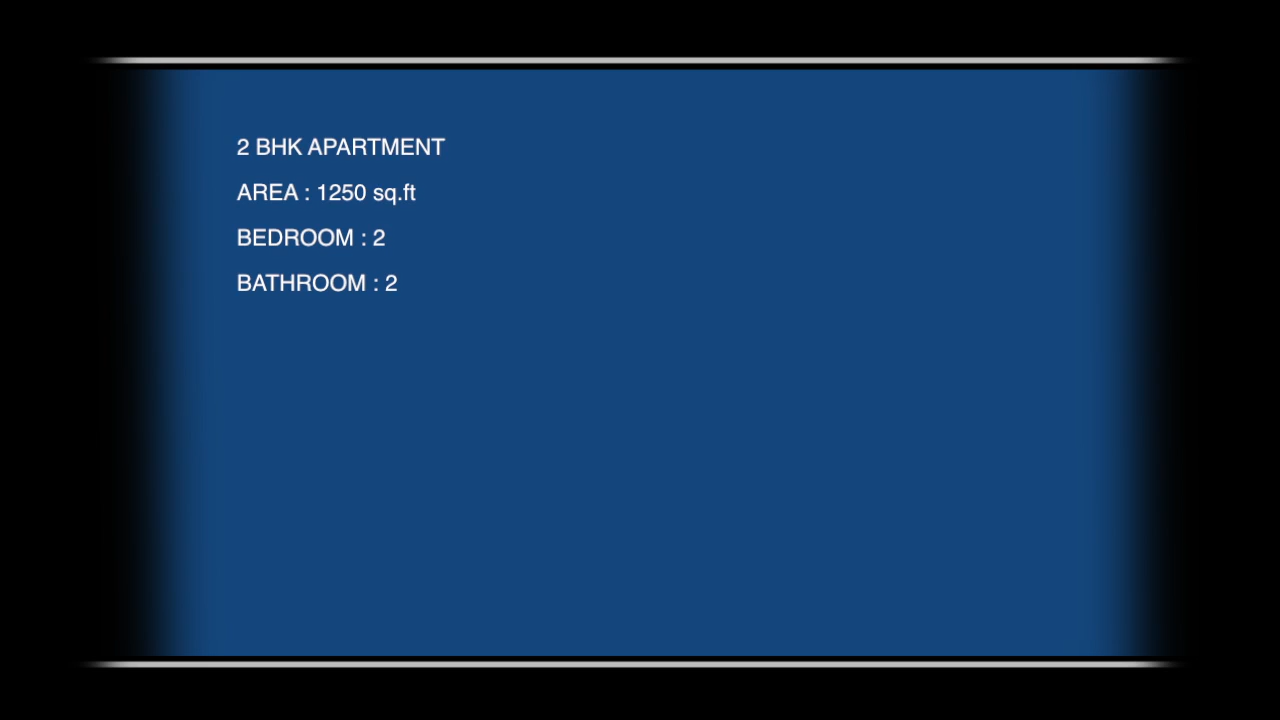 2 BHK APARTMENT
AREA : 1250 sq.ft
BEDROOM : 2
BATHROOM : 2